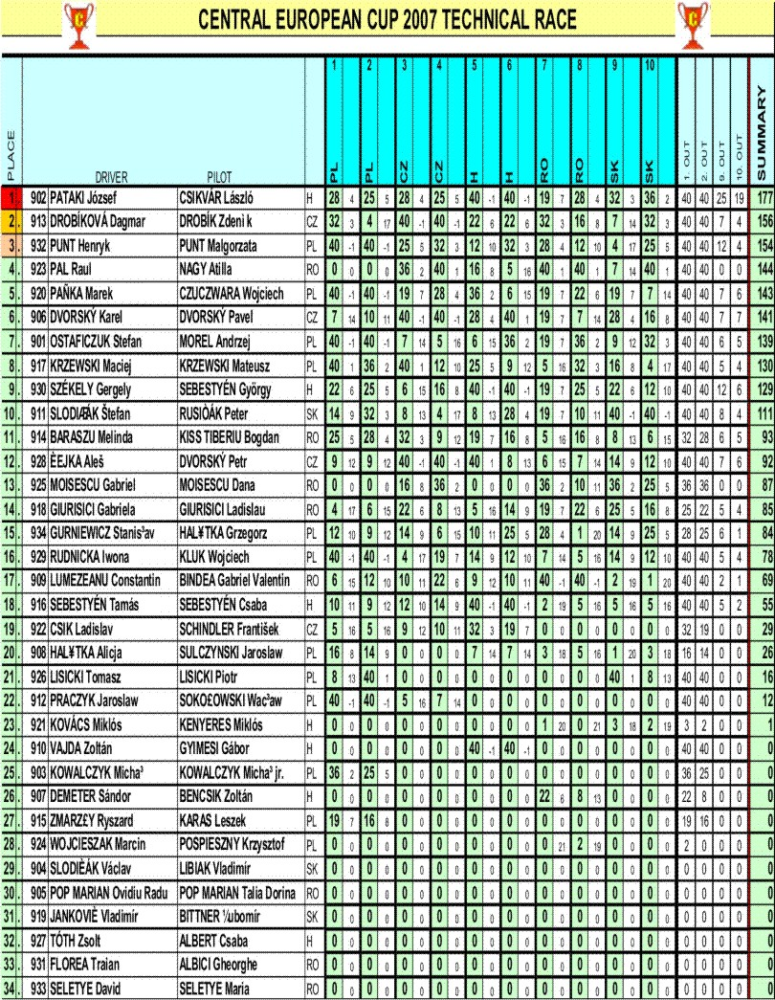 CENTRAL EUROPEAN CUP 2007 TECHNICAL RACE
PLACE DRIVER PILOT 1 PL 2 PL 3 CZ 4 CZ 5 H 6 H 7 RO 8 RO 9 SK 10 SK 1. OUT 2. OUT 9. OUT 10. OUT SUMMARY
1. 902 PATAKI József CSIKVÁR László H 28 4 25 5 28 4 25 5 40 -1 40 -1 19 7 28 4 32 3 36 2 40 40 25 19 177
2. 913 DROBÍKOVÁ Dagmar DROBÍK Zdenì k CZ 32 3 4 17 40 -1 40 -1 22 6 22 6 32 3 16 8 7 14 32 3 40 40 7 4 156
3. 932 PUNT Henryk PUNT Malgorzata PL 40 -1 40 -1 25 5 32 3 12 10 32 3 28 4 12 10 4 17 25 5 40 40 12 4 154
4. 923 PAL Raul NAGY Atilla RO 0 0 0 0 36 2 40 1 16 8 5 16 40 1 40 1 7 14 40 1 40 40 0 0 144
5. 920 PAÑKA Marek CZUCZWARA Wojciech PL 40 -1 40 -1 19 7 28 4 36 2 6 15 19 7 22 6 19 7 7 14 40 40 7 6 143
6. 906 DVORSKÝ Karel DVORSKÝ Pavel CZ 7 14 10 11 40 -1 40 -1 28 4 40 1 19 7 7 14 28 4 16 8 40 40 7 6 141
7. 901 OSTAFICZUK Stefan MOREL Andrzej PL 40 -1 40 -1 7 14 5 16 6 15 36 2 19 7 36 2 9 12 32 3 40 40 6 5 139
8. 917 KRZEWSKI Maciej KRZEWSKI Mateusz PL 40 1 36 2 40 1 12 10 25 5 9 12 5 16 32 3 16 8 4 17 40 40 5 4 130
9. 930 SZÉKELY Gergely SEBESTYÉN György H 22 6 25 5 6 15 16 8 40 -1 40 -1 19 7 25 5 22 6 12 10 40 40 12 6 129
10. 911 Štefan RUSIÒÁK Peter SK 14 9 32 3 8 13 4 17 8 13 28 4 19 7 10 11 40 -1 40 -1 40 40 8 4 111
11. 914 BARASZU Melinda KISS TIBERIU Bogdan RO 25 5 28 4 32 3 9 12 19 7 16 8 5 16 16 8 8 13 6 15 32 28 6 5 93
12. 928 ÈEJKA Aleš DVORSKÝ Petr CZ 9 12 9 12 40 -1 40 -1 40 1 8 13 6 15 7 14 14 9 12 10 40 40 7 6 92
13. 925 MOISESCU Gabriel MOISESCU Dana RO 0 0 0 0 16 8 36 2 0 0 0 0 36 2 10 11 36 2 25 5 36 36 0 0 87
14. 918 GIURISICI Gabriela GIURISICI Ladislau RO 4 17 6 15 22 6 8 13 5 16 14 9 19 7 22 6 25 5 16 8 25 22 5 4 85
15. 934 GURNIEWICZ Stanis³av HAL¥TKA Grzegorz PL 12 10 9 12 14 9 6 15 10 11 25 5 28 4 1 20 14 9 25 5 28 25 6 1 84
16. 929 RUDNICKA Iwona KLUK Wojciech PL 40 -1 40 -1 4 17 19 7 14 9 12 10 7 14 5 16 14 9 12 10 40 40 5 4 78
17. 909 LUMEZEANU Constantin BINDEA Gabriel Valentin RO 6 15 12 10 10 11 22 6 9 12 10 11 40 -1 40 -1 2 19 1 20 40 40 2 1 69
18. 916 SEBESTYÉN Tamás SEBESTYÉN Csaba H 10 11 9 12 12 10 14 9 40 -1 40 -1 2 19 5 16 5 16 5 16 40 40 5 2 55
19. 922 CSIK Ladislav SCHINDLER František CZ 5 16 5 16 9 12 10 11 32 3 19 7 0 0 0 0 0 0 0 0 32 19 0 0 29
20. 908 HAL¥TKA Alicja SULCZYNSKI Jaroslaw PL 16 8 14 9 0 0 0 0 7 14 7 14 3 18 5 16 1 20 3 18 16 14 0 0 26
21. 926 LISICKI Tomasz LISICKI Piotr PL 8 13 40 1 0 0 0 0 0 0 0 0 0 0 0 0 40 1 8 13 40 40 0 0 16
22. 912 PRACZYK Jaroslaw SOKO£OWSKI Wac³aw PL 40 -1 40 -1 5 16 7 14 0 0 0 0 0 0 0 0 0 0 0 0 40 40 0 0 12
23. 921 KOVÁCS Miklós KENYERES Miklós H 0 0 0 0 0 0 0 0 0 0 0 0 1 20 0 21 3 18 2 19 3 2 0 0 1
24. 910 VAJDA Zoltán GYIMESI Gábor H 0 0 0 0 0 0 0 0 40 -1 40 -1 0 0 0 0 0 0 0 0 40 40 0 0 0
25. 903 KOWALCZYK Micha³ KOWALCZYK Micha³ jr. PL 36 2 25 5 0 0 0 0 0 0 0 0 0 0 0 0 0 0 0 0 36 25 0 0 0
26. 907 DEMETER Sándor BENCSIK Zoltán H 0 0 0 0 0 0 0 0 0 0 0 0 22 6 8 13 0 0 0 0 22 8 0 0 0
27. 915 ZMARZ£Y Ryszard KARAS Leszek PL 19 7 16 8 0 0 0 0 0 0 0 0 0 0 0 0 0 0 0 0 19 16 0 0 0
28. 924 WOJCIESZAK Marcin POSPIESZNY Krzysztof PL 0 0 0 0 0 0 0 0 0 0 0 0 0 21 2 19 0 0 0 0 2 0 0 0 0
29. 904 SLODIÈÁK Václav LIBIAK Vladimír SK 0 0 0 0 0 0 0 0 0 0 0 0 0 0 0 0 0 0 0 0 0 0 0 0 0
30. 905 POP MARIAN Ovidiu Radu POP MARIAN Talia Dorina RO 0 0 0 0 0 0 0 0 0 0 0 0 0 0 0 0 0 0 0 0 0 0 0 0 0
31. 919 JANKOVIÈ Vladimír BITTNER ¼ubomír SK 0 0 0 0 0 0 0 0 0 0 0 0 0 0 0 0 0 0 0 0 0 0 0 0 0
32. 927 TÓTH Zsolt ALBERT Csaba H 0 0 0 0 0 0 0 0 0 0 0 0 0 0 0 0 0 0 0 0 0 0 0 0 0
33. 931 FLOREA Traian ALBICI Gheorghe RO 0 0 0 0 0 0 0 0 0 0 0 0 0 0 0 0 0 0 0 0 0 0 0 0 0
34. 933 SELETYE David SELETYE Maria RO 0 0 0 0 0 0 0 0 0 0 0 0 0 0 0 0 0 0 0 0 0 0 0 0 0